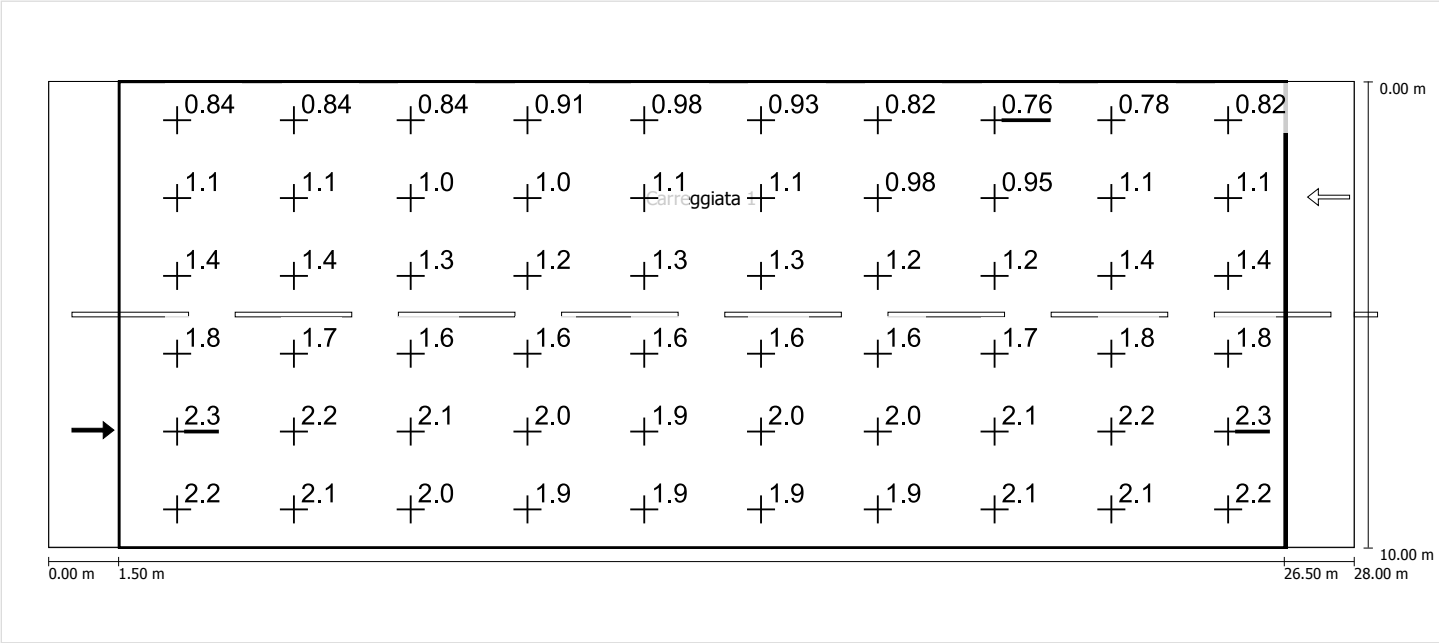 0.84 0.84 0.84 0.91 0.98 0.93 0.82 0.76 0.78 0.82
0.00 m
1.1 1.1 1.0 1.0 1.1 1.1 0.98 0.95 1.1 1.1
Carreggiata 1
1.4 1.4 1.3 1.2 1.3 1.3 1.2 1.2 1.4 1.4
1.8 1.7 1.6 1.6 1.6 1.6 1.6 1.7 1.8 1.8
2.3 2.2 2.1 2.0 1.9 2.0 2.0 2.1 2.2 2.3
2.2 2.1 2.0 1.9 1.9 1.9 1.9 2.1 2.1 2.2
10.00 m
0.00 m 1.50 m 26.50 m 28.00 m